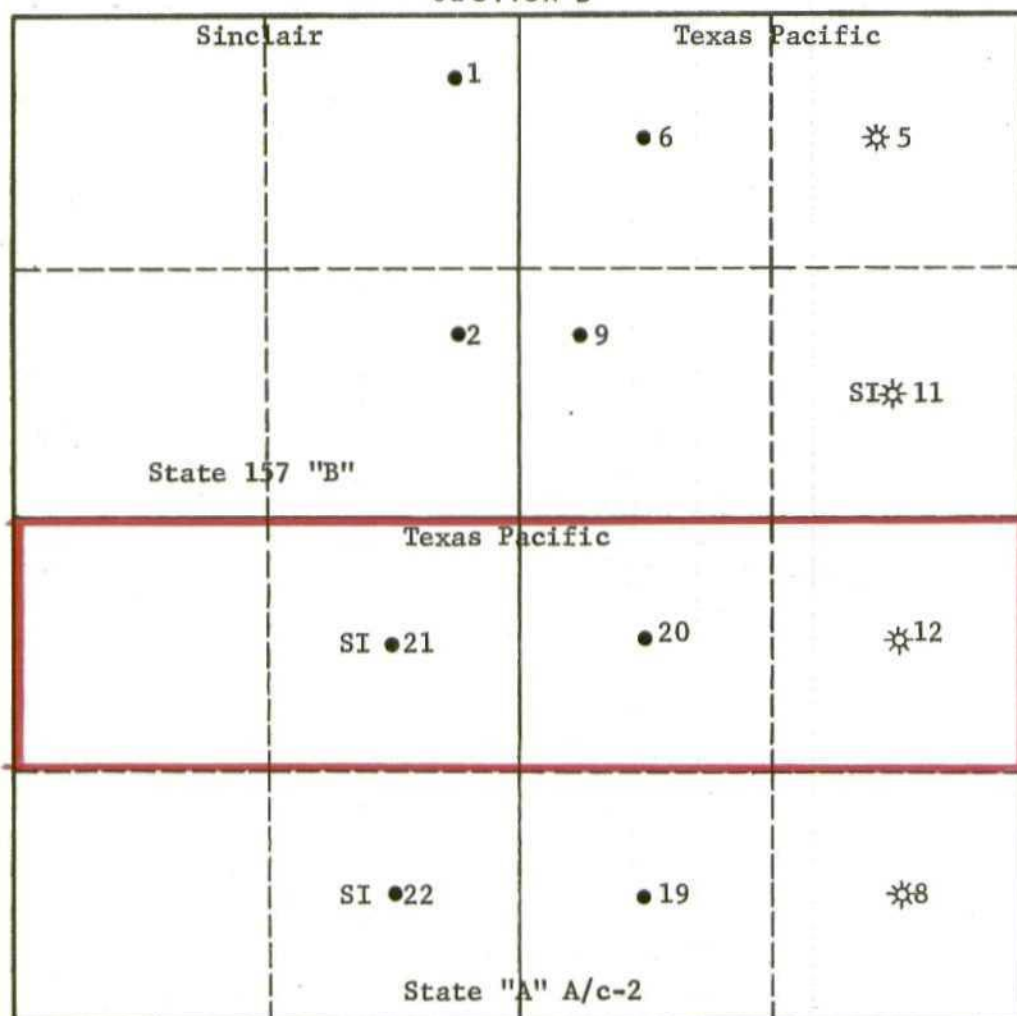 Sinclair
Texas Pacific
1
6
5
2
9
SI 11
State 157 "B"
Texas Pacific
SI 21
20
12
SI 22
19
8
State "A" A/c-2